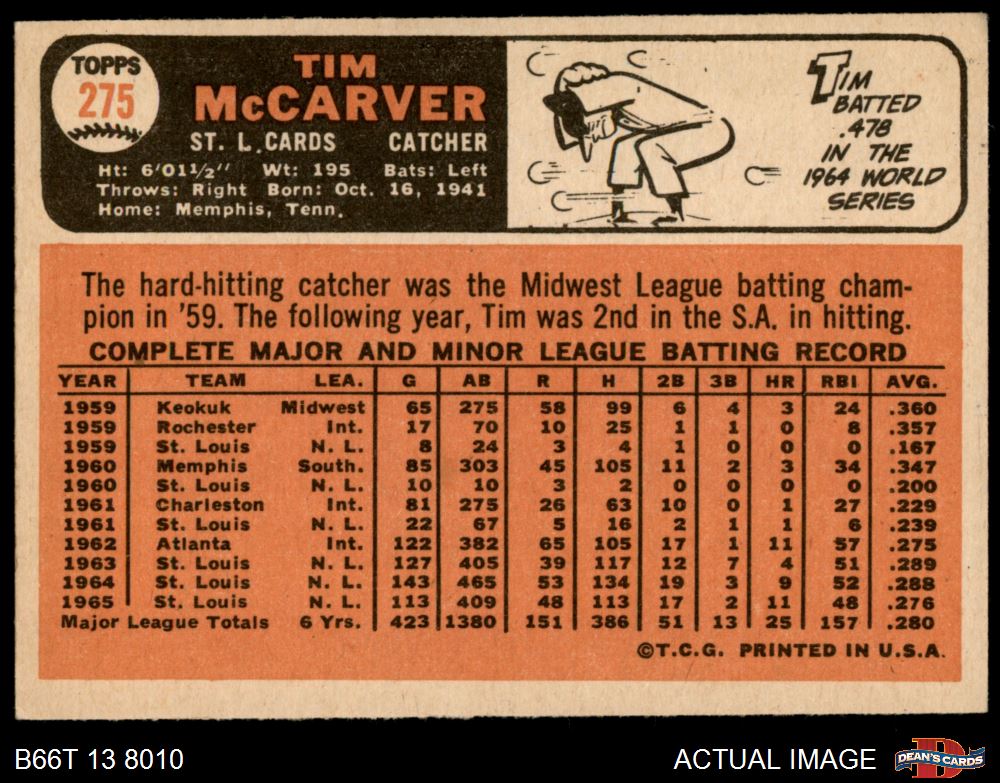 TOPPS
275
TIM
McCARVER
ST. L. CARDS CATCHER
Ht: 6'01½" Wt: 195 Bats: Left
Throws: Right Born: Oct. 16, 1941
Home: Memphis, Tenn.
TIM
BATTED
.478
IN THE
1964 WORLD
SERIES
The hard-hitting catcher was the Midwest League batting cham-
pion in '59. The following year, Tim was 2nd in the S.A. in hitting.
COMPLETE MAJOR AND MINOR LEAGUE BATTING RECORD
YEAR TEAM LEA. G AB R H 2B 3B HR RBI AVG.
1959 Keokuk Midwest 65 275 58 99 6 4 3 24 .360
1959 Rochester Int. 17 70 10 25 1 1 0 8 .357
1959 St. Louis N. L. 8 24 3 4 1 0 0 0 .167
1960 Memphis South. 85 303 45 105 11 2 3 34 .347
1960 St. Louis N. L. 10 10 3 2 0 0 0 0 .200
1961 Charleston Int. 81 275 26 63 10 0 1 27 .229
1961 St. Louis N. L. 22 67 5 16 2 1 1 6 .239
1962 Atlanta Int. 122 382 65 105 17 1 11 57 .275
1963 St. Louis N. L. 127 405 39 117 12 7 4 51 .289
1964 St. Louis N. L. 143 465 53 134 19 3 9 52 .288
1965 St. Louis N. L. 113 409 48 113 17 2 11 48 .276
Major League Totals 6 Yrs. 423 1380 151 386 51 13 25 157 .280
©T.C.G. PRINTED IN U.S.A.
B66T 13 8010 ACTUAL IMAGE
DEAN'S CARDS